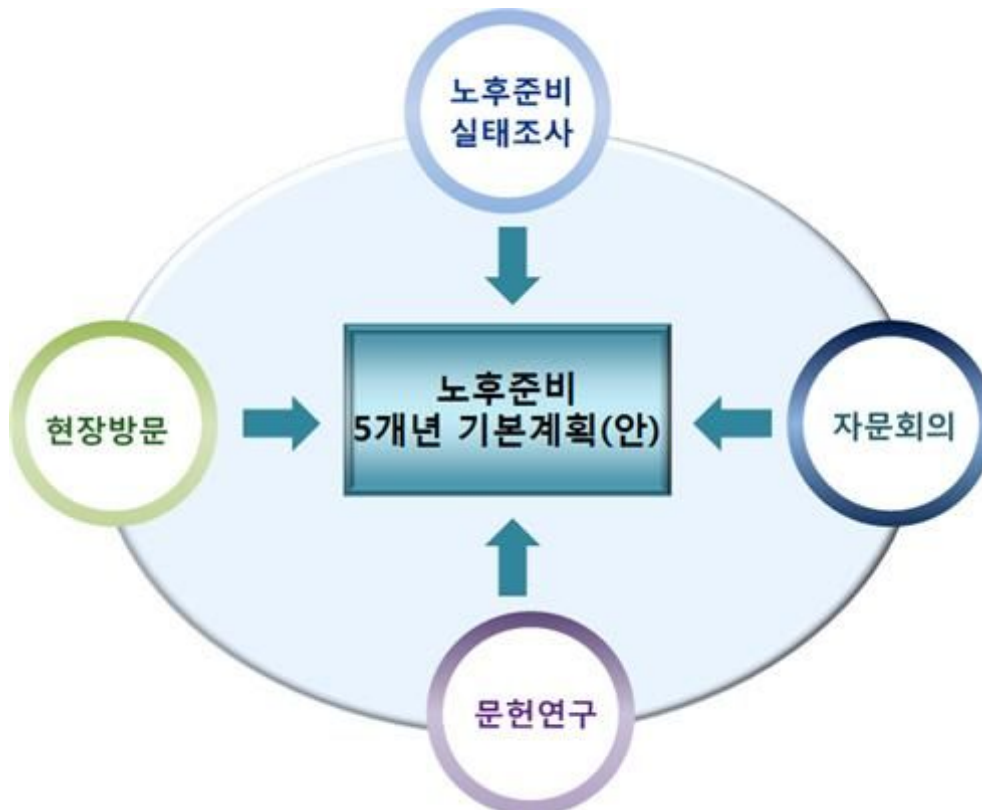 노후준비
실태조사
현장방문
노후준비
5개년 기본계획(안)
자문회의
문헌연구